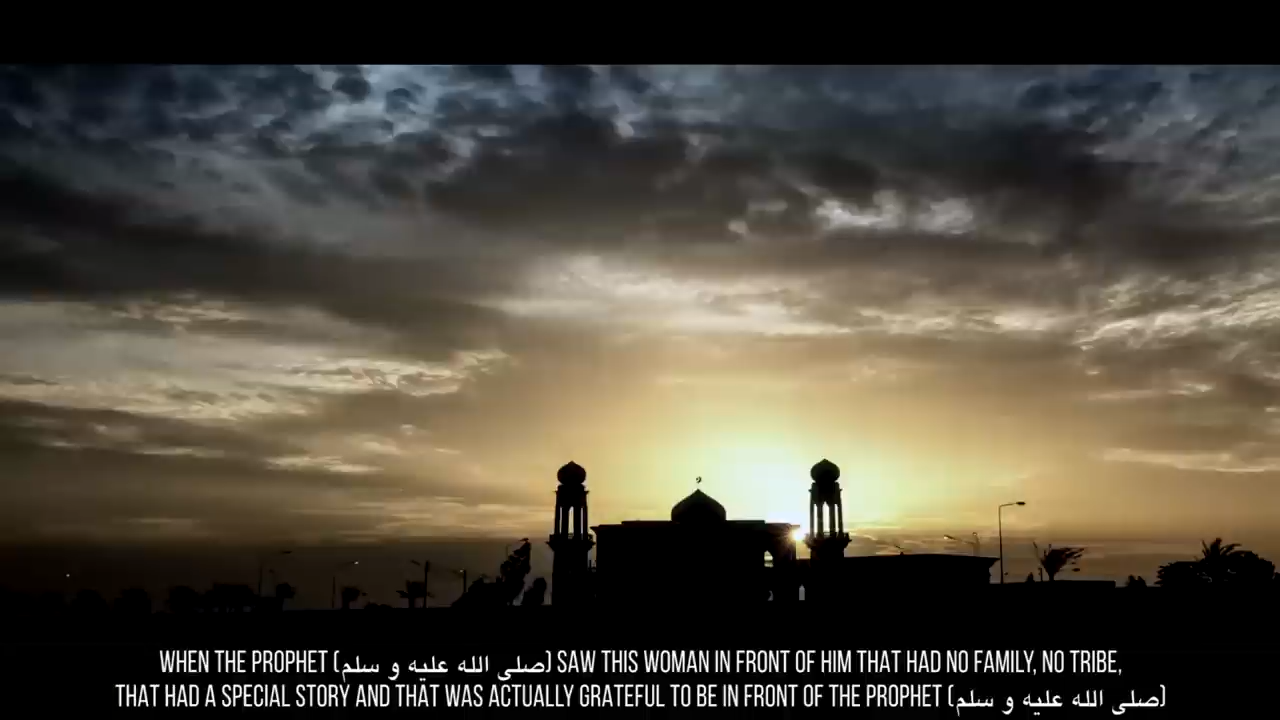 WHEN THE PROPHET (صلى الله عليه و سلم) SAW THIS WOMAN IN FRONT OF HIM THAT HAD NO FAMILY, NO TRIBE,
THAT HAD A SPECIAL STORY AND THAT WAS ACTUALLY GRATEFUL TO BE IN FRONT OF THE PROPHET (صلى الله عليه و سلم)